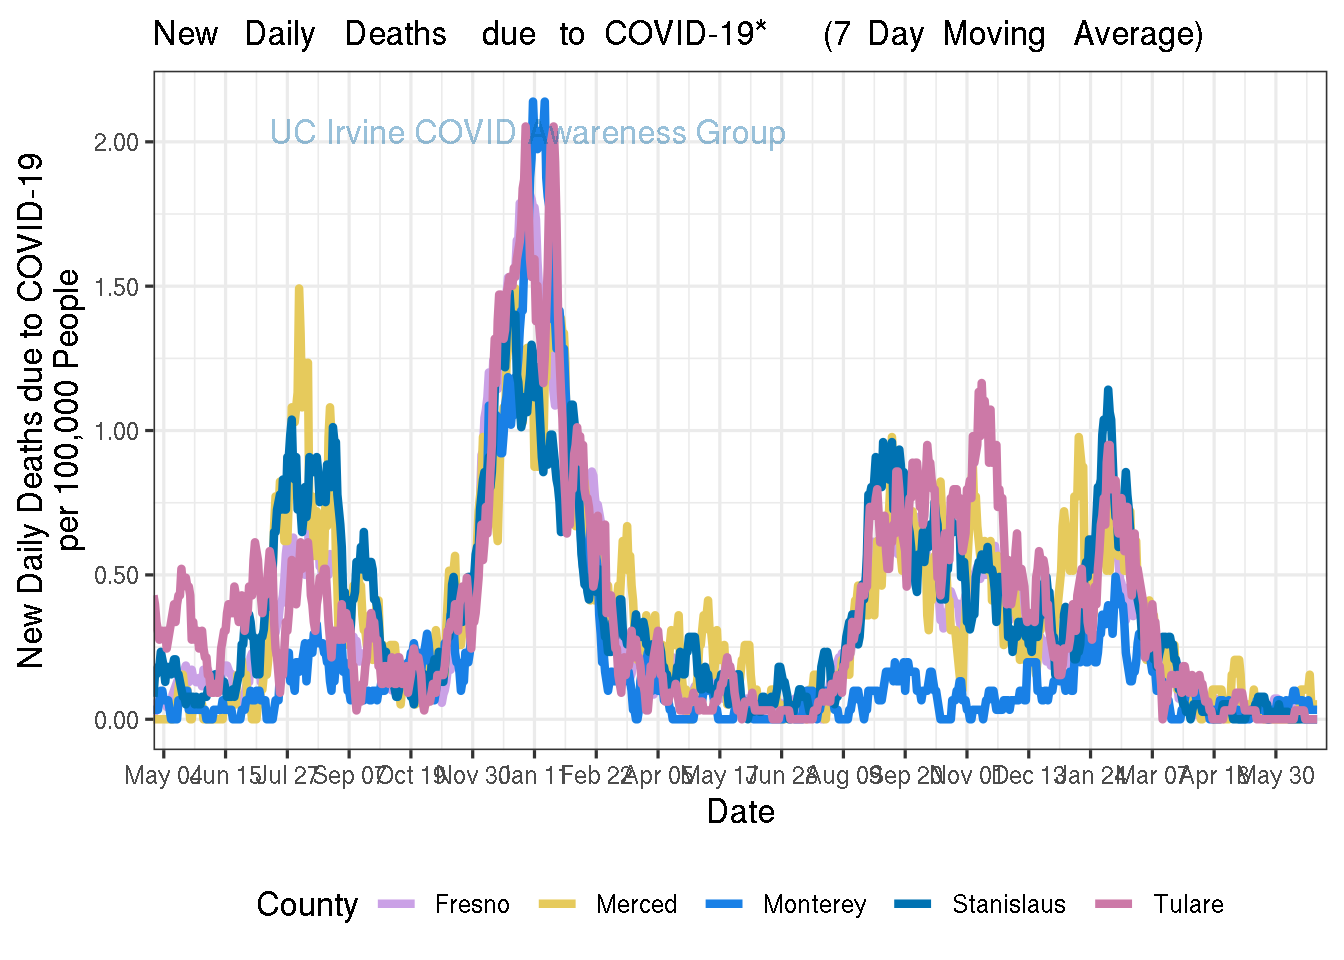 New Daily Deaths due to COVID-19* (7 Day Moving Average)
UC Irvine COVID Awareness Group
New Daily Deaths due to COVID-19
per 100,000 People
2.00
1.50
1.00
0.50
0.00
May 04 Jun 15 Jul 27 Sep 07 Oct 19 Nov 30 Jan 11 Feb 22 Apr 05 May 17 Jun 28 Aug 09 Sep 20 Nov 01 Dec 13 Jan 24 Mar 07 Apr 18 May 30
Date
County Fresno Merced Monterey Stanislaus Tulare